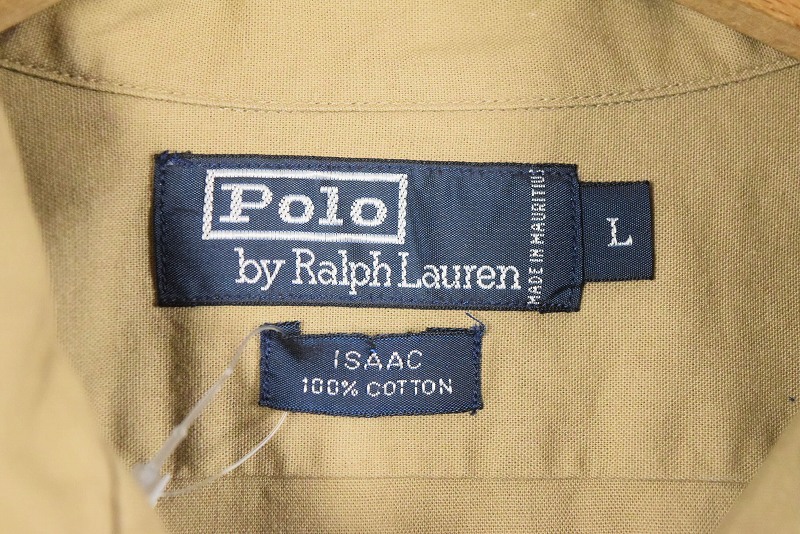 Polo
by Ralph Lauren
MADE IN MAURITIUS
L
ISAAC
100% COTTON